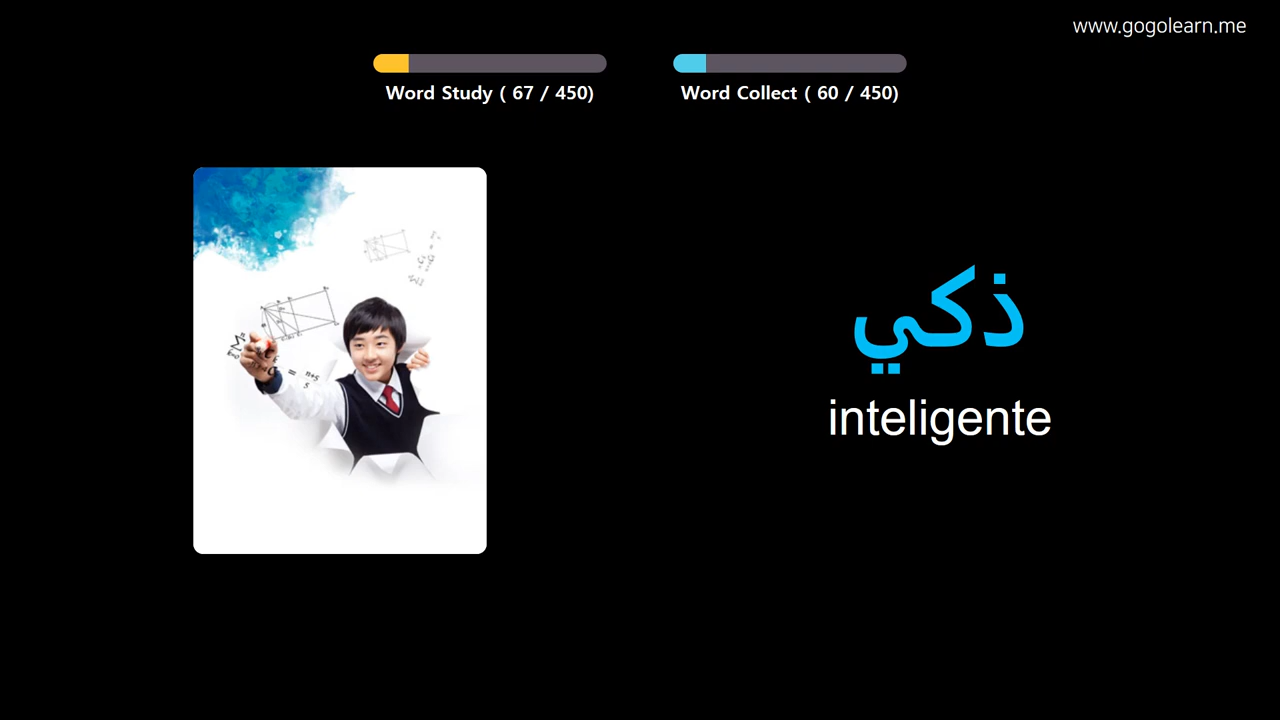 www.gogolearn.me
Word Study ( 67 / 450)
Word Collect ( 60 / 450)
ذكي
inteligente